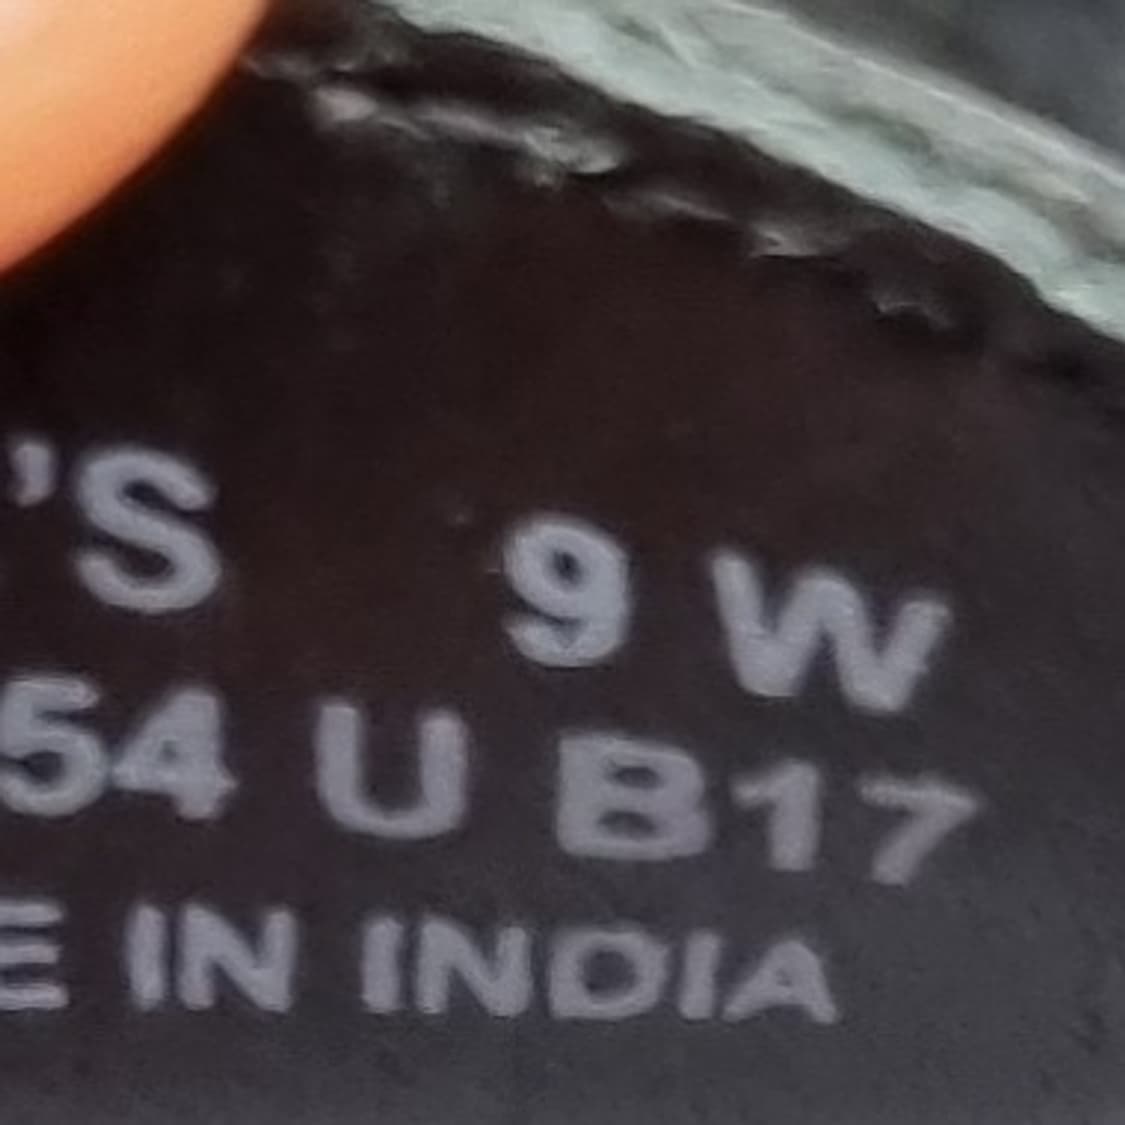 'S 9 W
54 U B17
E IN INDIA